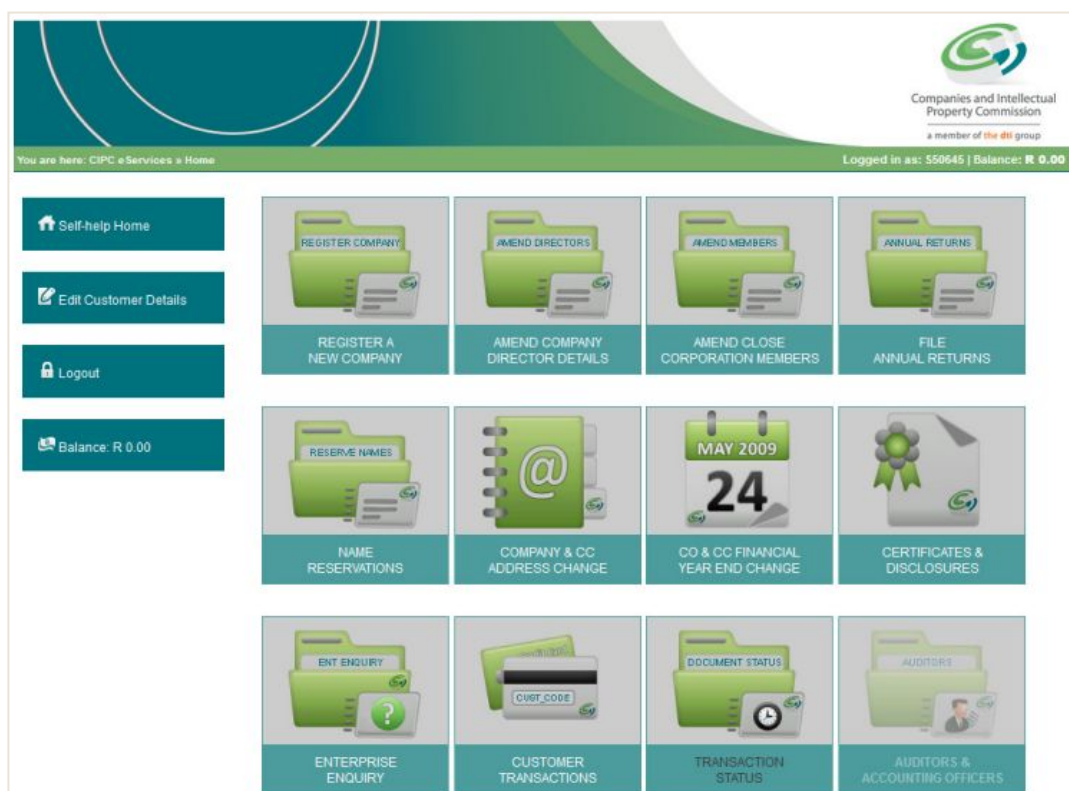 Companies and Intellectual
Property Commission
a member of the dti group
You are here: CIPC eServices » Home
Logged in as: 550645 | Balance: R 0.00
Self-help Home
Edit Customer Details
Logout
Balance: R 0.00
REGISTER COMPANY
REGISTER A
NEW COMPANY
AMEND DIRECTORS
AMEND COMPANY
DIRECTOR DETAILS
AMEND MEMBERS
AMEND CLOSE
CORPORATION MEMBERS
ANNUAL RETURNS
FILE
ANNUAL RETURNS
RESERVE NAMES
NAME
RESERVATIONS
@
COMPANY & CC
ADDRESS CHANGE
MAY 2009
24
CO & CC FINANCIAL
YEAR END CHANGE
CERTIFICATES &
DISCLOSURES
ENT ENQUIRY
?
ENTERPRISE
ENQUIRY
CUST_CODE
CUSTOMER
TRANSACTIONS
DOCUMENT STATUS
TRANSACTION
STATUS
AUDITORS
AUDITORS &
ACCOUNTING OFFICERS